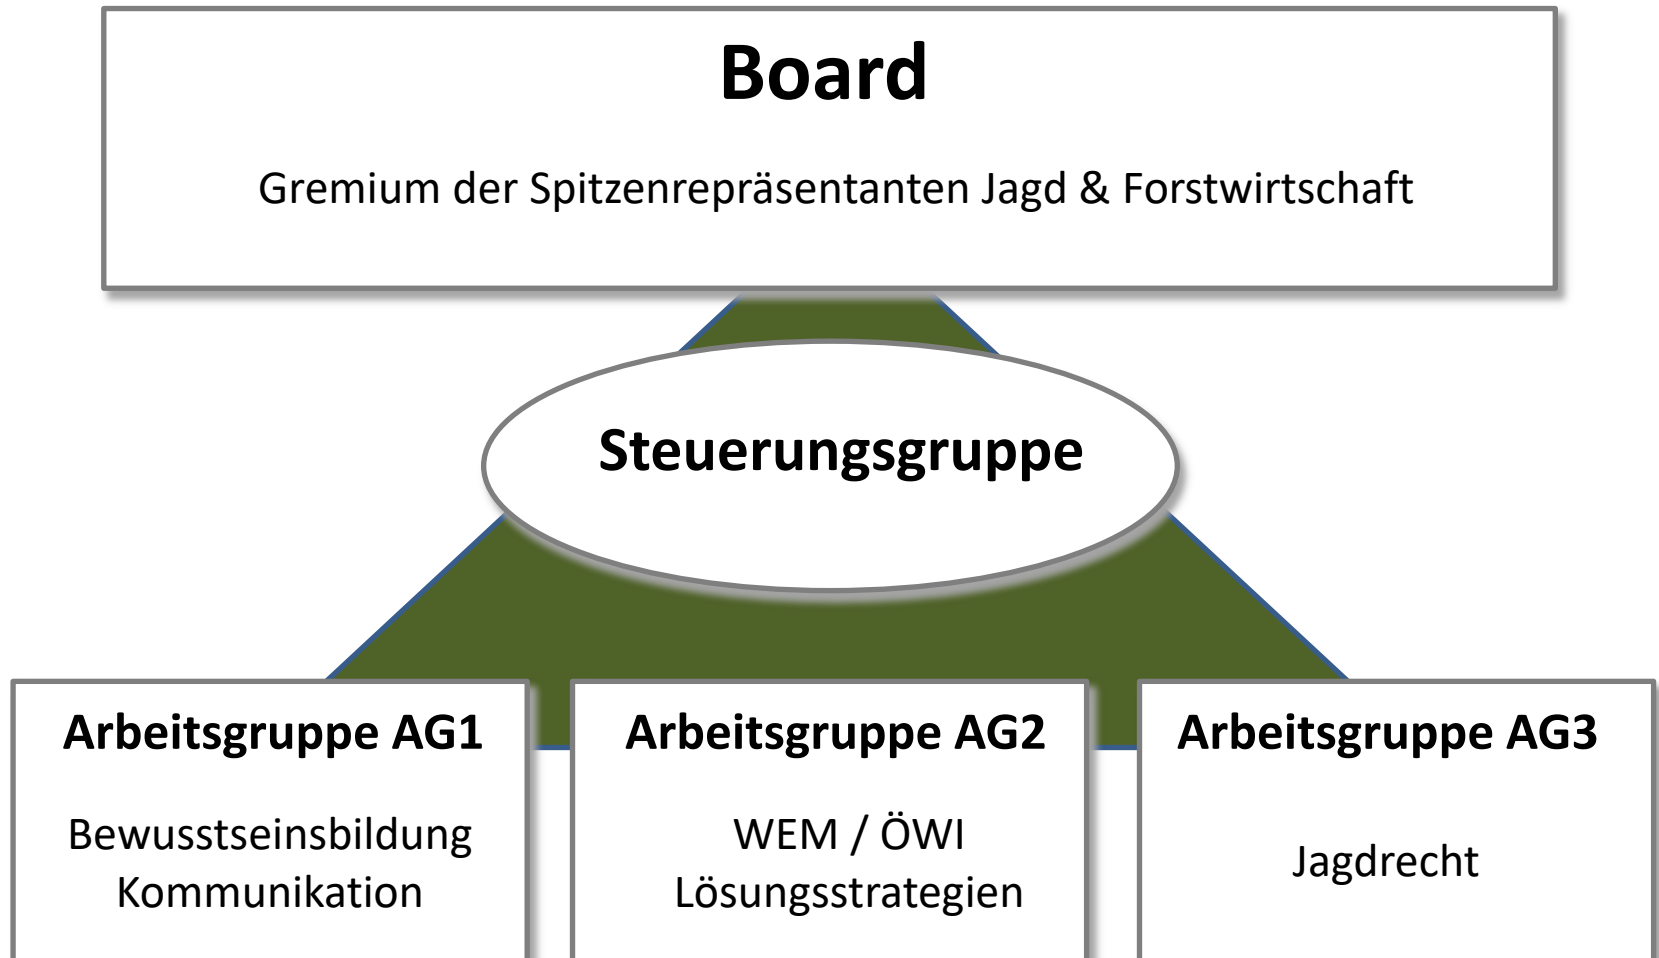 Board
Gremium der Spitzenrepräsentanten Jagd & Forstwirtschaft
Steuerungsgruppe
Arbeitsgruppe AG1
Bewusstseinsbildung
Kommunikation
Arbeitsgruppe AG2
WEM / ÖWI
Lösungsstrategien
Arbeitsgruppe AG3
Jagdrecht